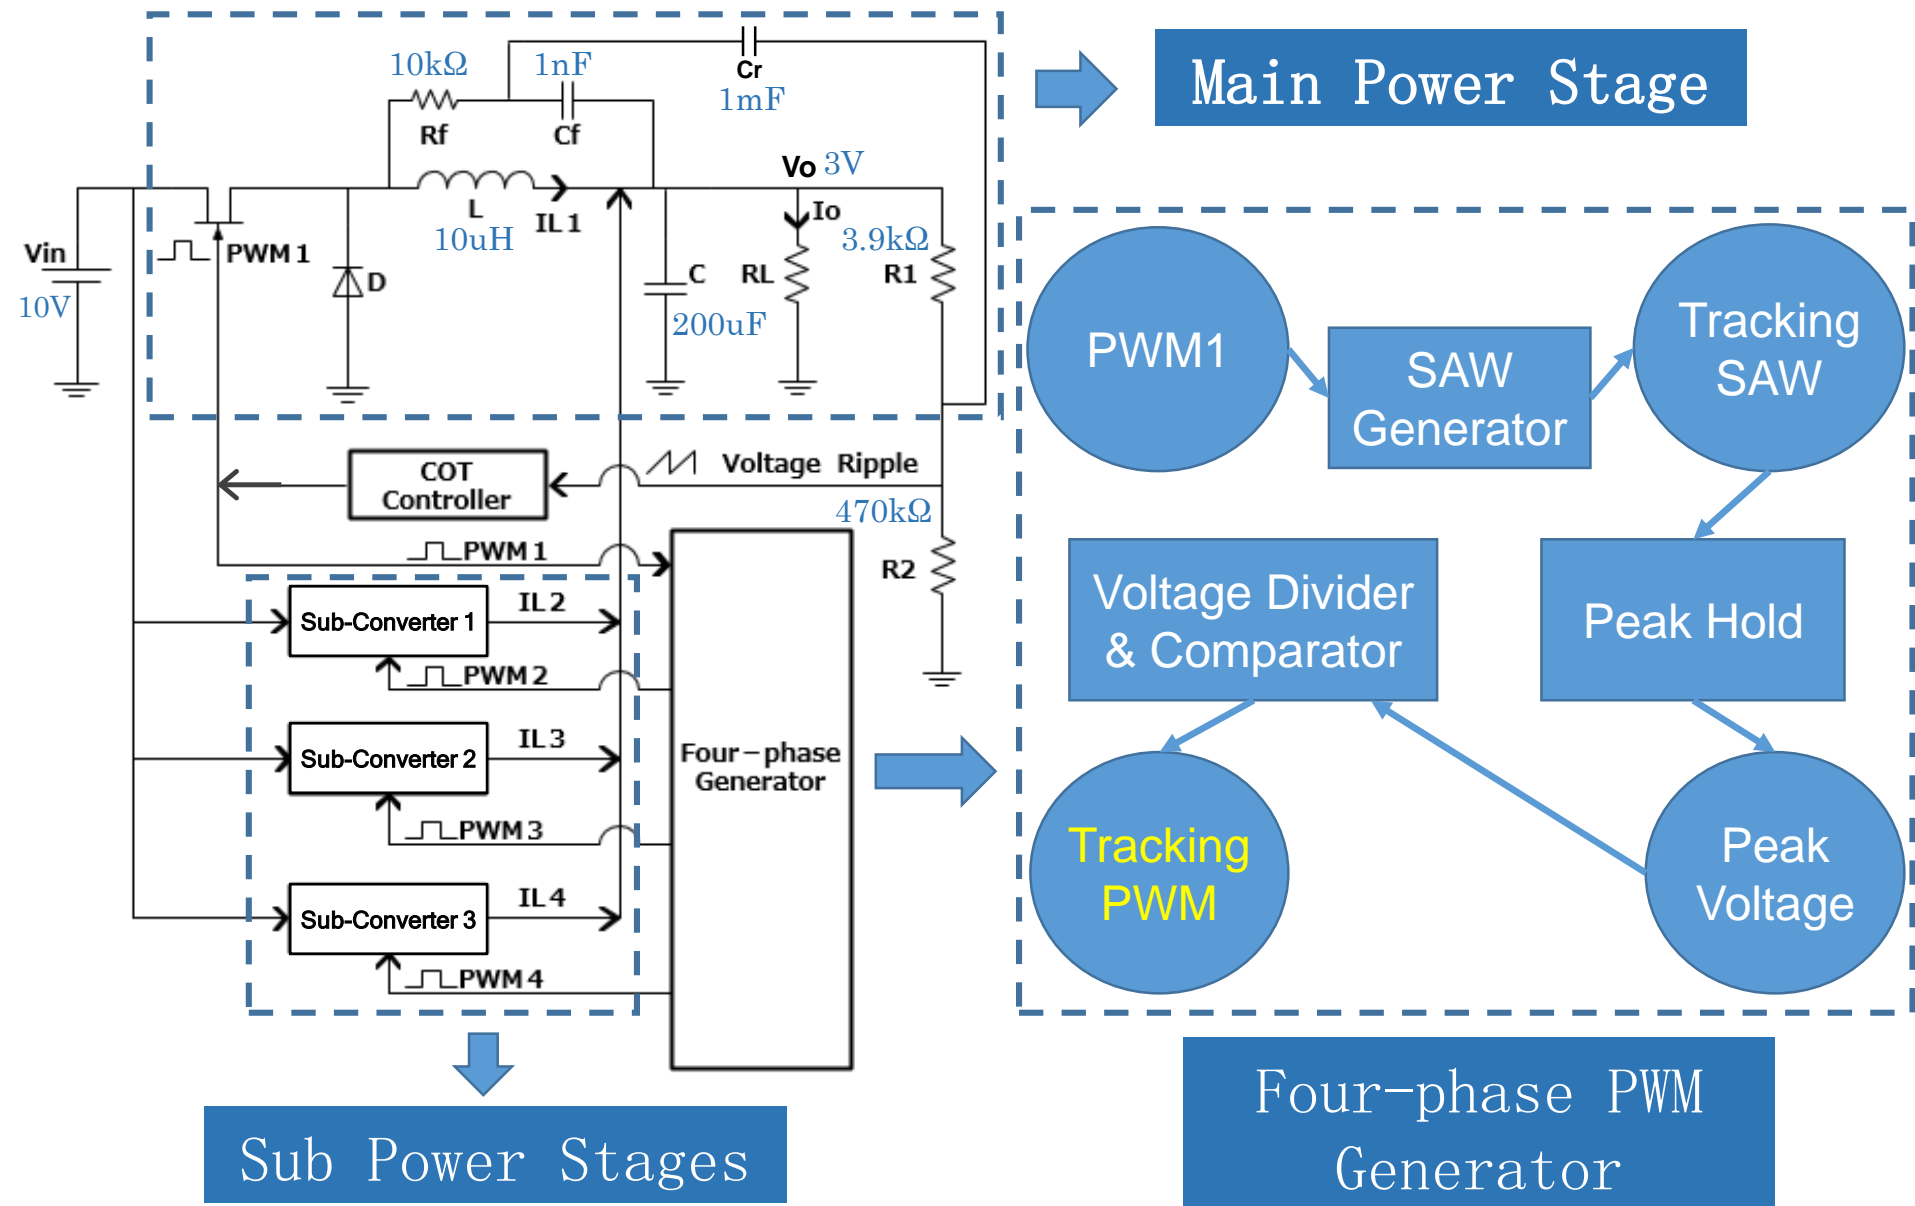 10kΩ
1nF
Rf
Cf
Cr
1mF
Main Power Stage
Vo 3V
L
IL1
10uH
Io
3.9kΩ
Vin
10V
PWM1
D
C
200uF
RL
R1
COT
Controller
Voltage Ripple
470kΩ
R2
PWM1
Sub-Converter 1
IL2
PWM2
Sub-Converter 2
IL3
PWM3
Sub-Converter 3
IL4
PWM4
Four-phase
Generator
Sub Power Stages
PWM1
SAW
Generator
Tracking
SAW
Peak Hold
Peak
Voltage
Voltage Divider
& Comparator
Tracking
PWM
Four-phase PWM
Generator